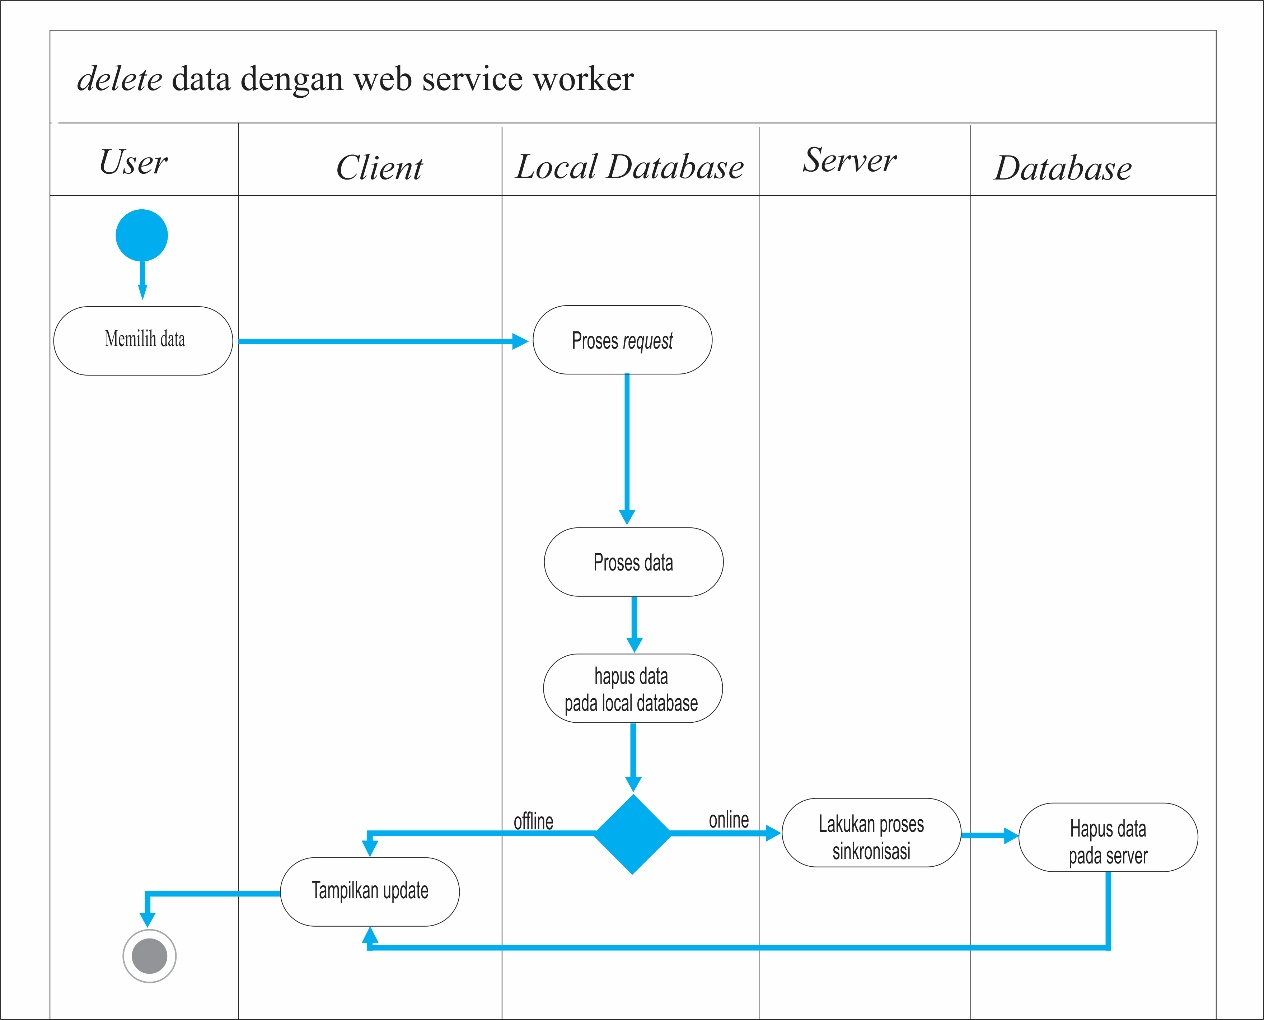 delete data dengan web service worker
User
Client
Local Database
Server
Database
Memilih data
Proses request
Proses data
hapus data
pada local database
offline
online
Lakukan proses
sinkronisasi
Hapus data
pada server
Tampilkan update